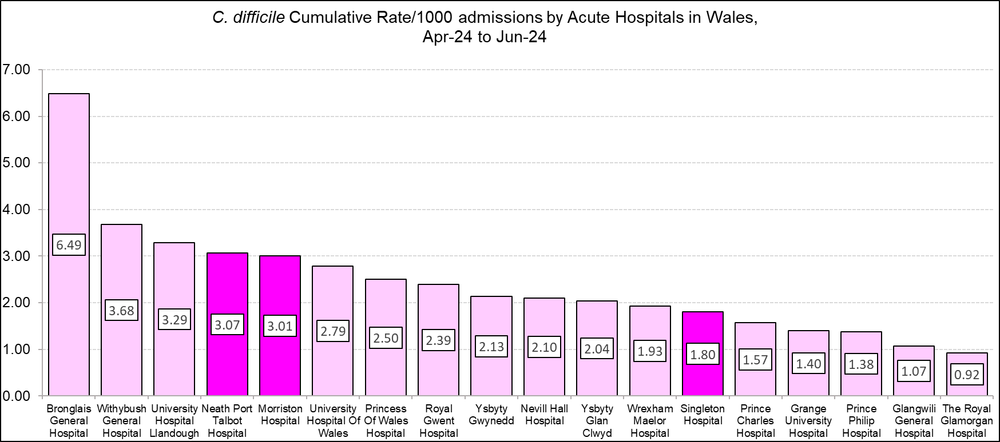 C. difficile Cumulative Rate/1000 admissions by Acute Hospitals in Wales,
Apr-24 to Jun-24
7.00
6.00
5.00
4.00
3.00
2.00
1.00
0.00
6.49
3.68
3.29
3.07
3.01
2.79
2.50
2.39
2.13
2.10
2.04
1.93
1.80
1.57
1.40
1.38
1.07
0.92
Bronglais
General
Hospital
Withybush
General
Hospital
University
Hospital
Llandough
Neath Port
Talbot
Hospital
Morriston
Hospital
University
Hospital Of
Wales
Princess
Of Wales
Hospital
Royal
Gwent
Hospital
Ysbyty
Gwynedd
Nevill Hall
Hospital
Ysbyty
Glan
Clwyd
Wrexham
Maelor
Hospital
Singleton
Hospital
Prince
Charles
Hospital
Grange
University
Hospital
Prince
Philip
Hospital
Glangwili
General
Hospital
The Royal
Glamorgan
Hospital